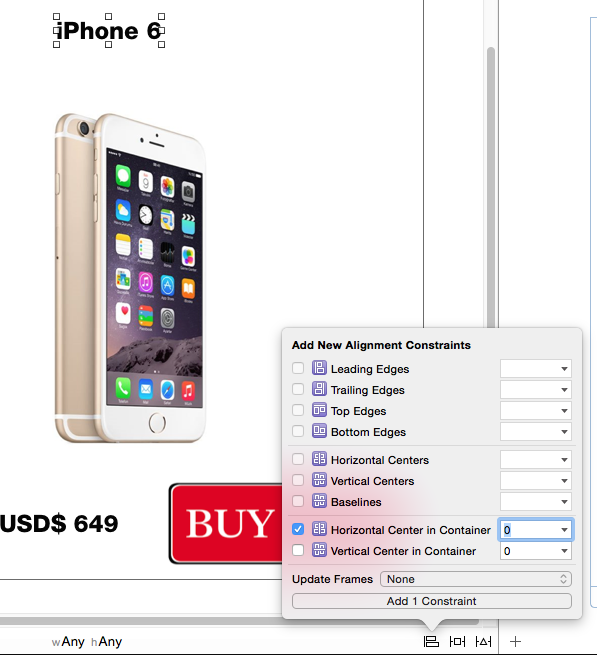 iPhone 6
Add New Alignment Constraints
Leading Edges
Trailing Edges
Top Edges
Bottom Edges
Horizontal Centers
Vertical Centers
Baselines
Horizontal Center in Container 0
Vertical Center in Container 0
Update Frames None
Add 1 Constraint
USD$ 649
BUY
wAny hAny